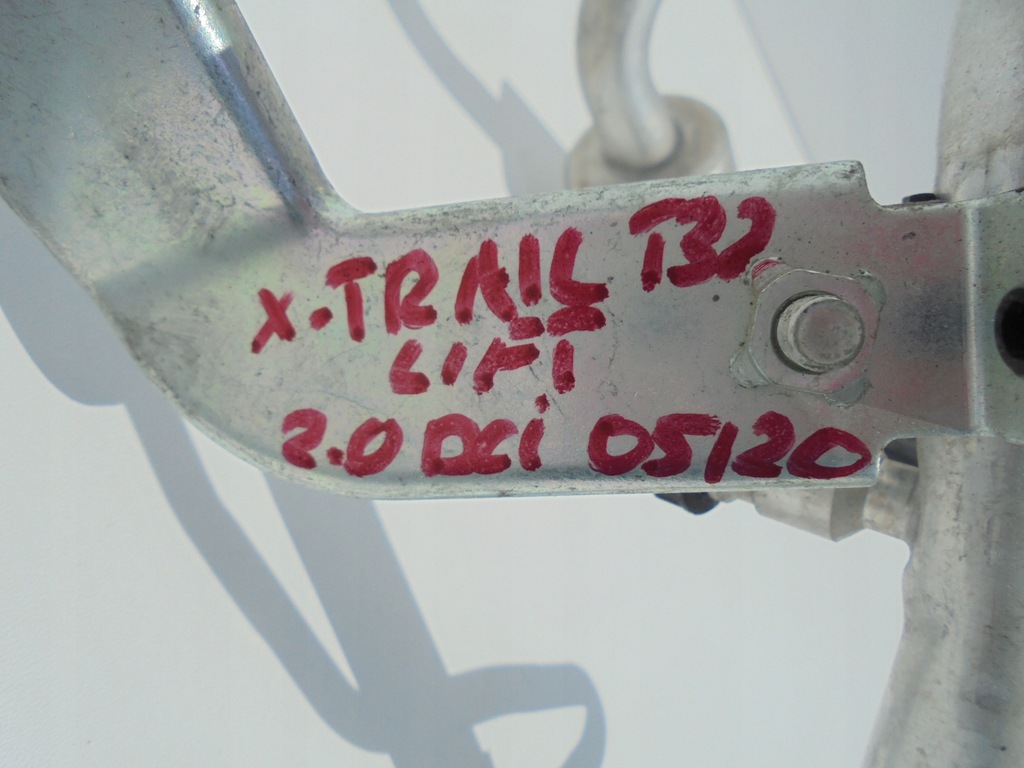 X-TRAIL T32
LIFT
2.0 DCi 05/20